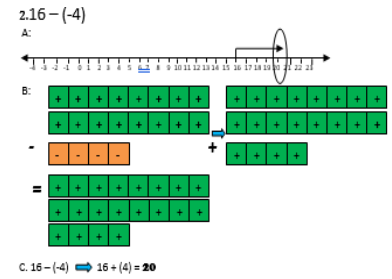 2.16 – (-4)
A:
-4 -3 -2 -1 1 2 3 4 5 6 7 8 9 10 11 12 13 14 15 16 17 18 19 20 21 22 23
B:
+ + + + + + + + + + + + + + + +
+ + + + + + + + + + + + + + + +
- - - - - + + + + +
= + + + + + + + +
+ + + + + + + +
+ + + +
C. 16 – (-4) 16 + (4) = 20